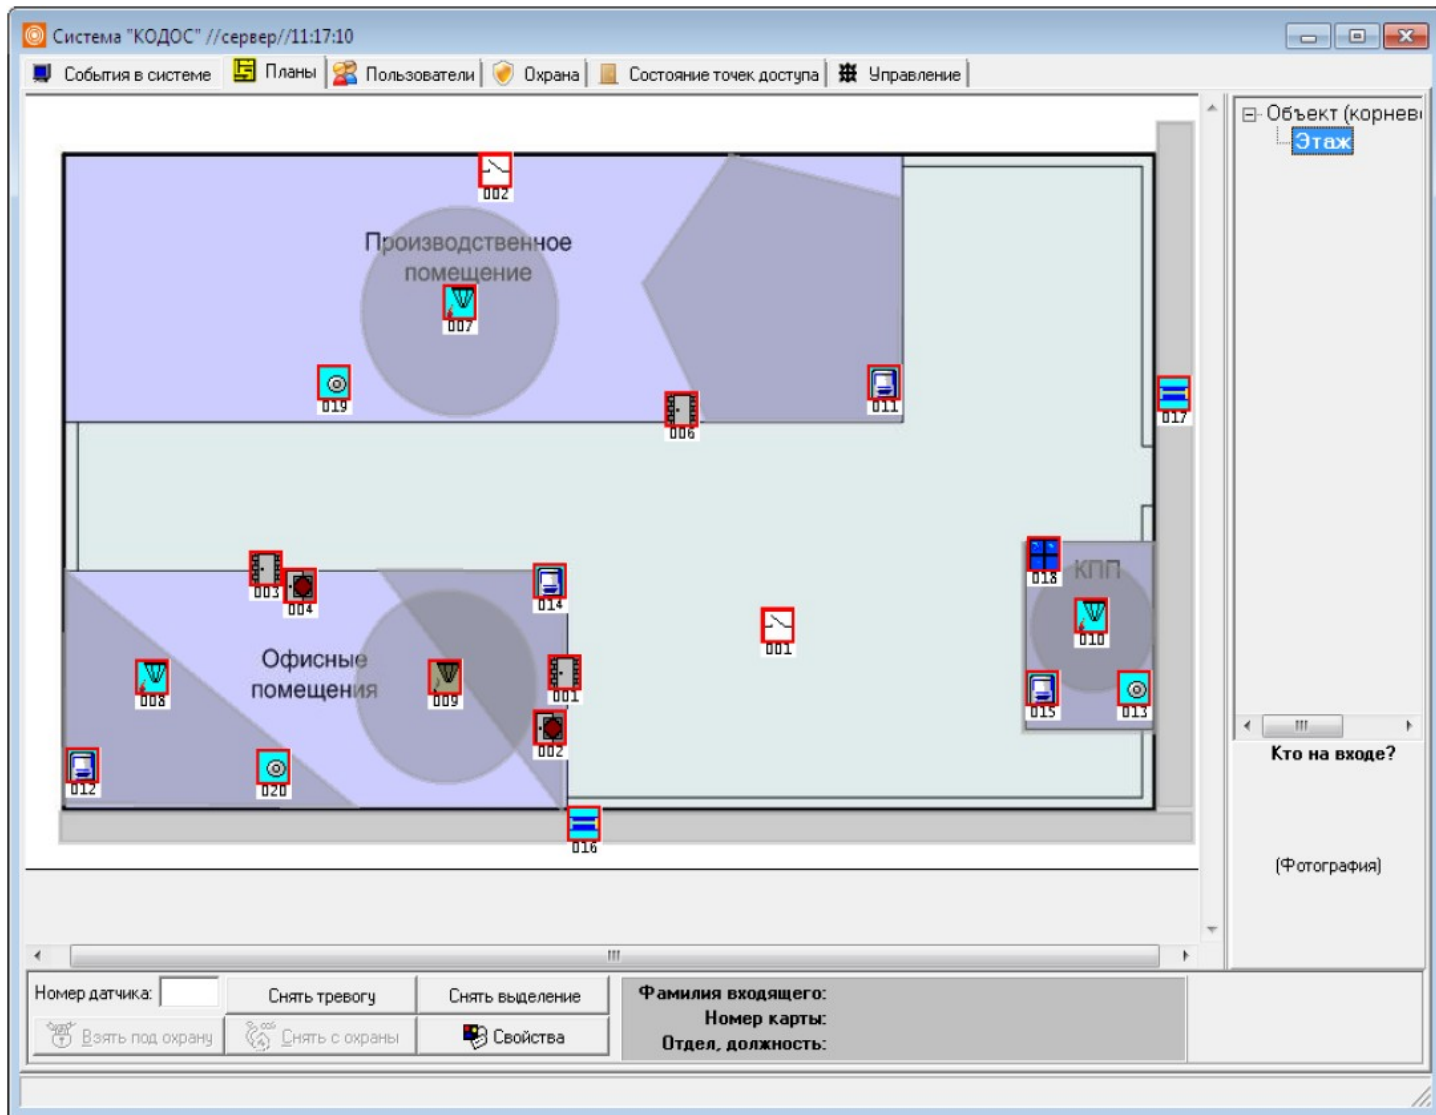 Система "КОДОС" //сервер//11:17:10
События в системе Планы Пользователи Охрана Состояние точек доступа Управление
Объект (корнев
Этаж
002
Производственное
помещение
007
019
006
011
017
003
004
014
018
КПП
001
010
Офисные
помещения
008
009
001
002
015
013
012
020
016
Кто на входе?
(Фотография)
Номер датчика:
Снять тревогу
Снять выделение
Взять под охрану
Снять с охраны
Свойства
Фамилия входящего:
Номер карты:
Отдел, должность: